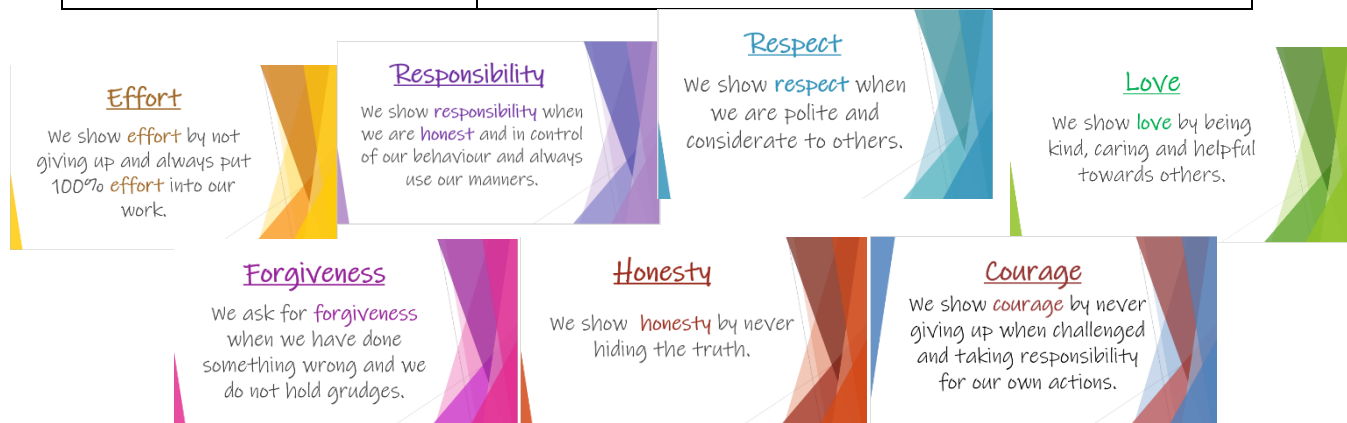 Effort
We show effort by not
giving up and always put
100% effort into our
work.
Responsibility
We show responsibility when
we are honest and in control
of our behaviour and always
use our manners.
Respect
We show respect when
we are polite and
considerate to others.
Love
We show love by being
kind, caring and helpful
towards others.
Forgiveness
We ask for forgiveness
when we have done
something wrong and we
do not hold grudges.
Honesty
We show honesty by never
hiding the truth.
Courage
We show courage by never
giving up when challenged
and taking responsibility
for our own actions.